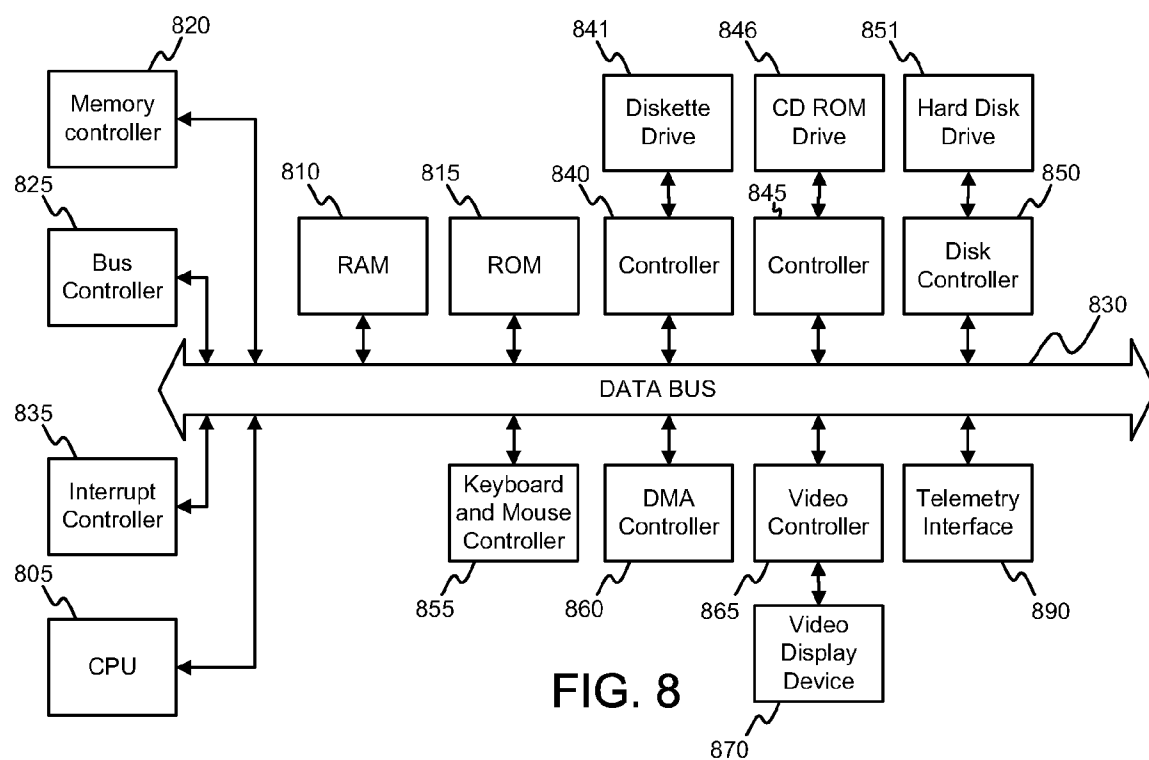 820
841
846
851
Memory
controller
Diskette
Drive
CD ROM
Drive
Hard Disk
Drive
825
810
815
840
845
850
Bus
Controller
RAM
ROM
Controller
Controller
Disk
Controller
830
DATA BUS
835
Interrupt
Controller
Keyboard
and Mouse
Controller
DMA
Controller
Video
Controller
Telemetry
Interface
805
855
860
865
890
CPU
Video
Display
Device
FIG. 8
870